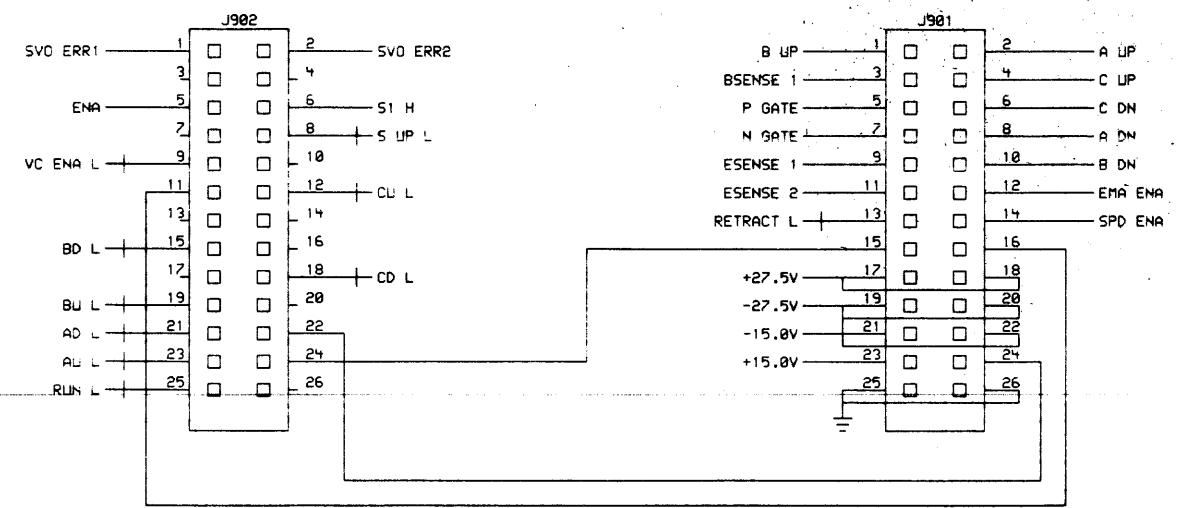 J902 J901
SVO ERR1 1 2 SVO ERR2 B UP 1 2 A UP
3 4 BSENSE 1 3 4 C UP
ENA 5 6 S1 H P GATE 5 6 C DN
7 8 S UP L N GATE 7 8 A DN
VC ENA L 9 10 ESENSE 1 9 10 B DN
11 12 CU L ESENSE 2 11 12 EMA ENA
13 14 RETRACT L 13 14 SPD ENA
BD L 15 16 15 16
17 18 CD L +27.5V 17 18
BU L 19 20 -27.5V 19 20
AD L 21 22 -15.0V 21 22
AU L 23 24 +15.0V 23 24
RUN L 25 26 25 26